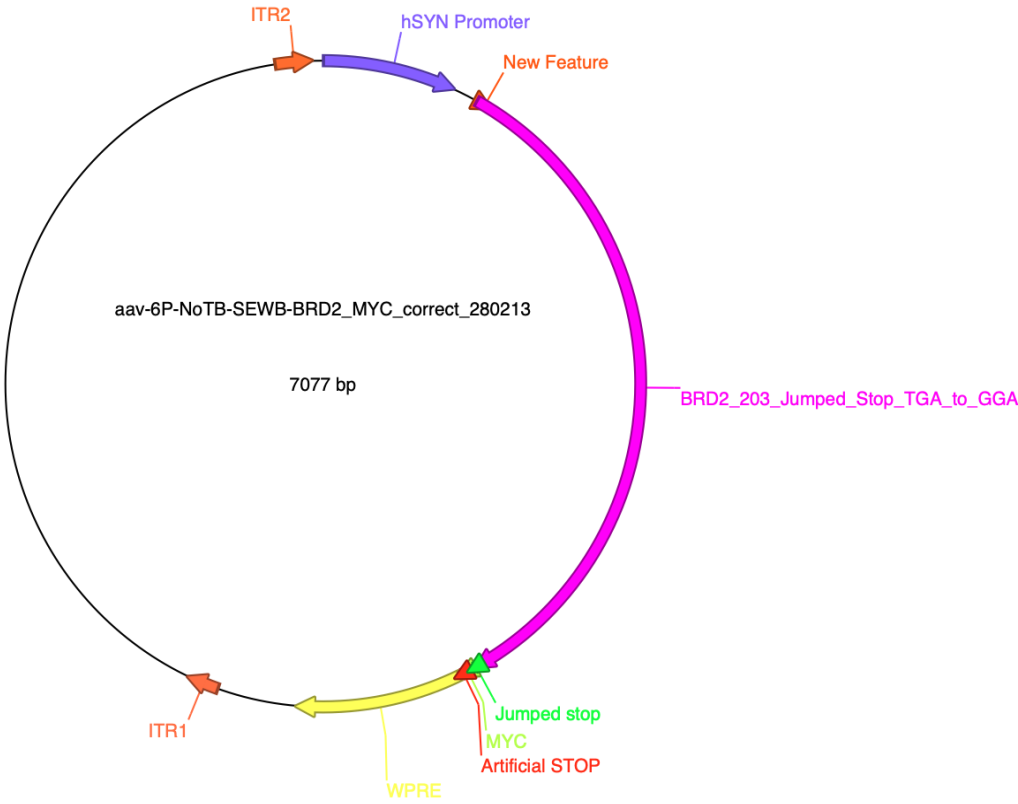 ITR2
hSYN Promoter
New Feature
aav-6P-NoTB-SEWB-BRD2_MYC_correct_280213
7077 bp
BRD2_203_Jumped_Stop_TGA_to_GGA
Jumped stop
ITR1
MYC
Artificial STOP
WPRE